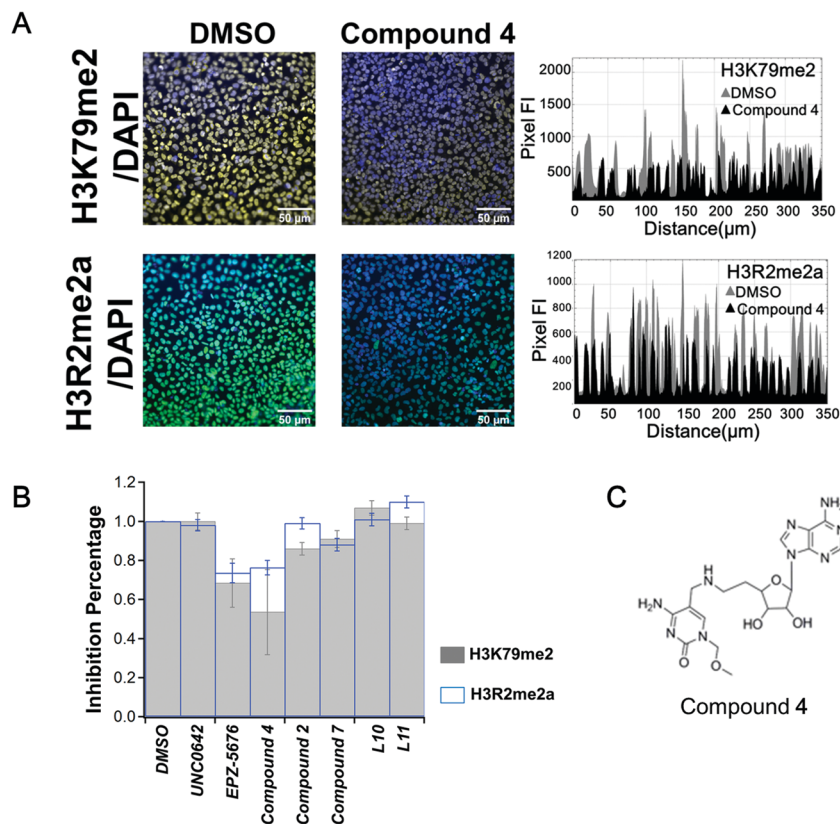 A
DMSO
Compound 4
H3K79me2
/DAPI
50 µm
50 µm
2000
1500
1000
500
Pixel FI
H3K79me2
DMSO
Compound 4
0 50 100 150 200 250 300 350
Distance(µm)
H3R2me2a
/DAPI
50 µm
50 µm
1200
1000
800
600
400
200
Pixel FI
H3R2me2a
DMSO
Compound 4
0 50 100 150 200 250 300 350
Distance(µm)
B
1.2
1.0
0.8
0.6
0.4
0.2
0.0
Inhibition Percentage
DMSO
UNC0642
EPZ-5676
Compound 4
Compound 2
Compound 7
L10
L11
H3K79me2
H3R2me2a
C
NH₂
N
N
N
N
H
N
O
H₂N
N
N
O
O
HO
OH
Compound 4